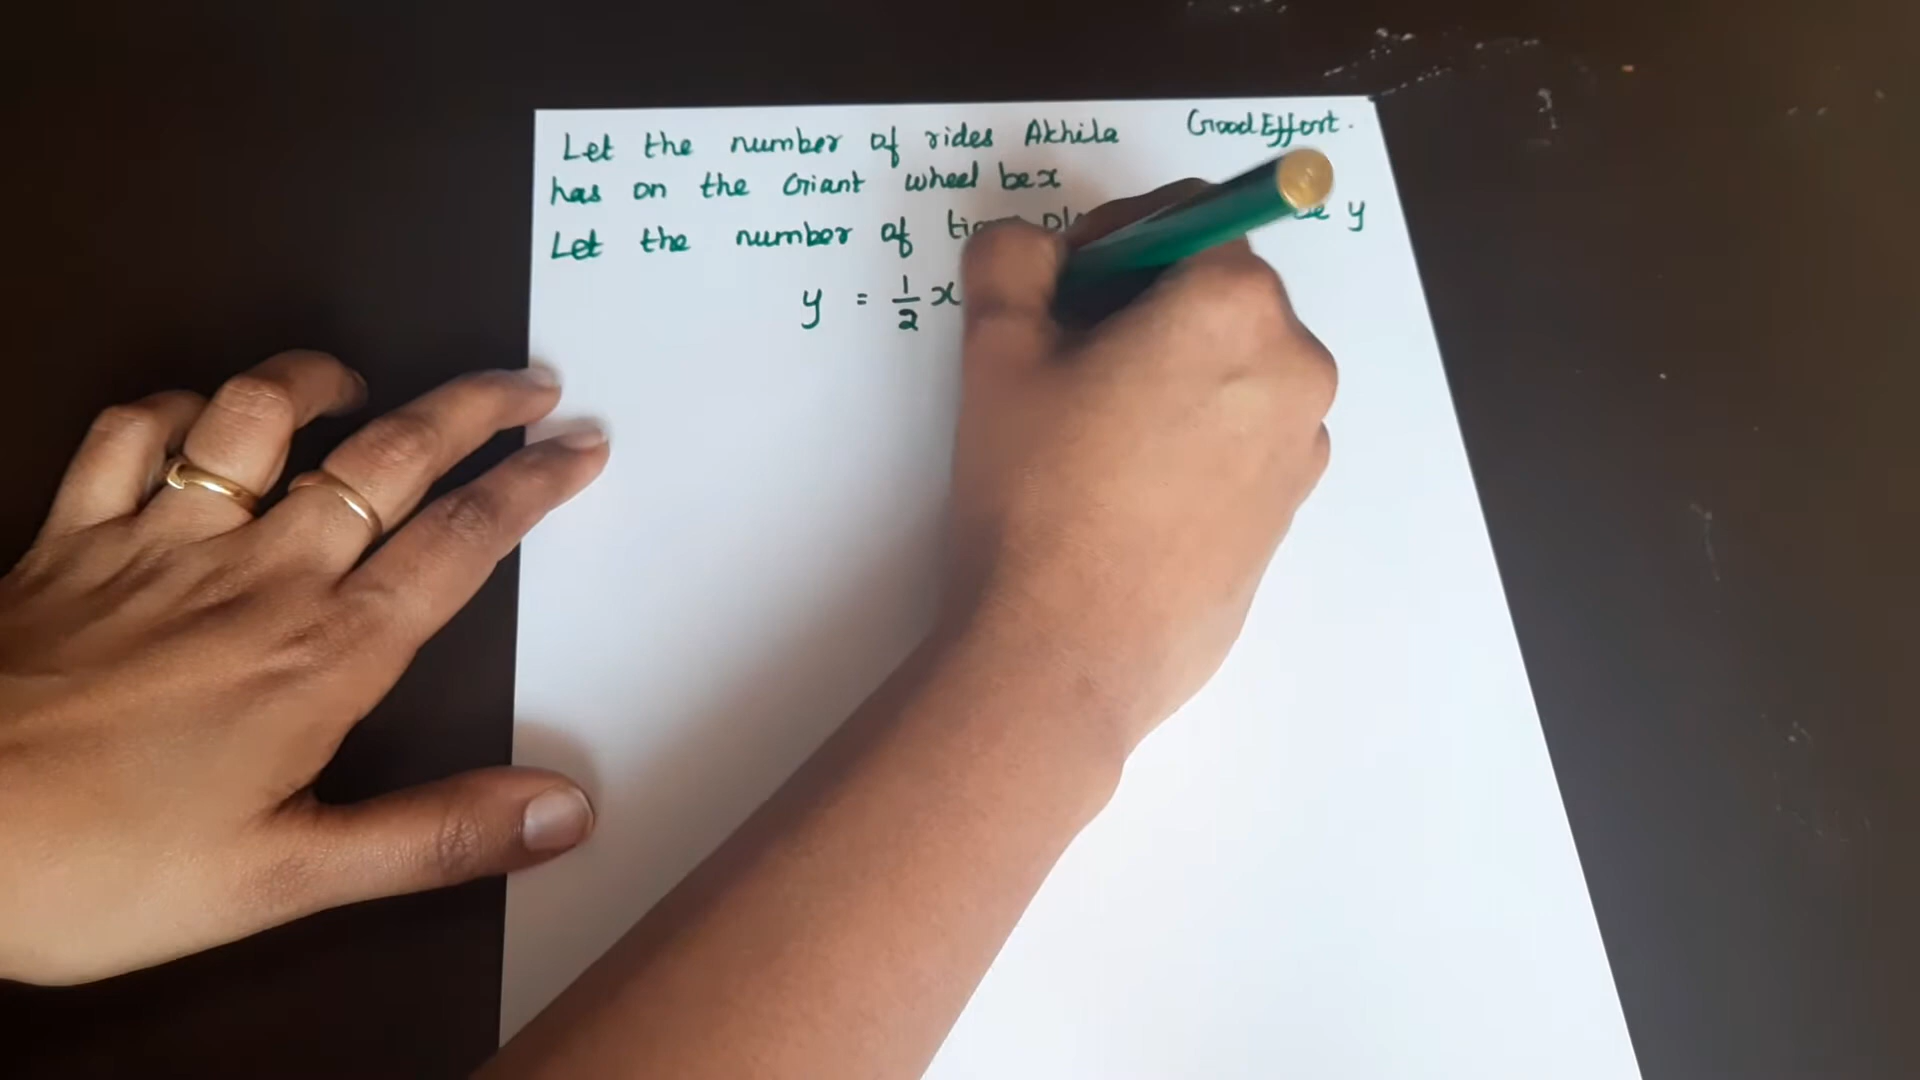 Let the number of rides Akhila
Good Effort.
has on the Giant wheel be x
Let the number of y
y = 1/2 x